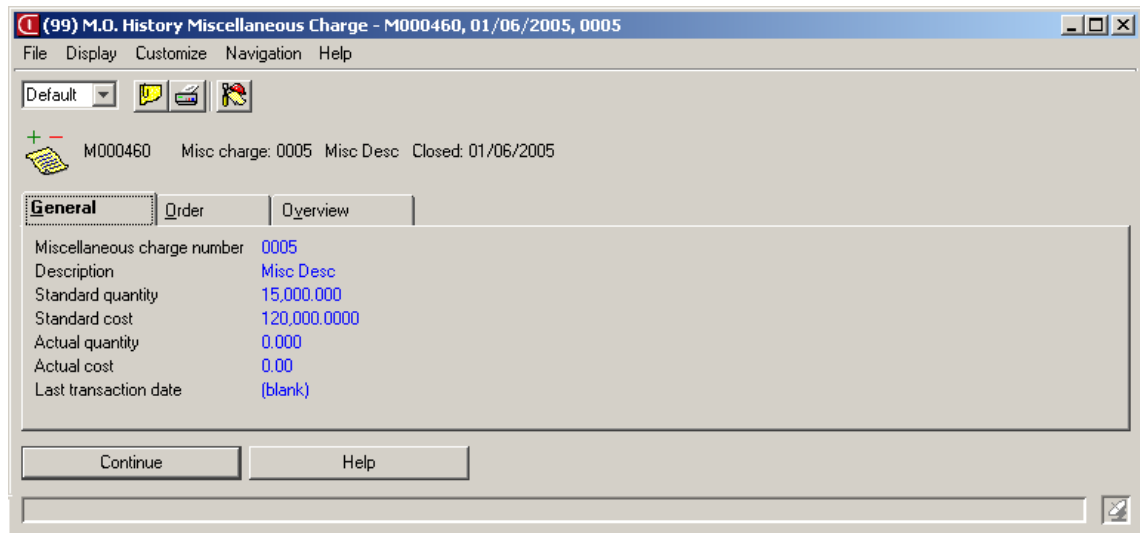 (99) M.O. History Miscellaneous Charge - M000460, 01/06/2005, 0005
File Display Customize Navigation Help
Default
M000460 Misc charge: 0005 Misc Desc Closed: 01/06/2005
General Order Overview
Miscellaneous charge number 0005
Description Misc Desc
Standard quantity 15,000.000
Standard cost 120,000.0000
Actual quantity 0.000
Actual cost 0.00
Last transaction date (blank)
Continue Help